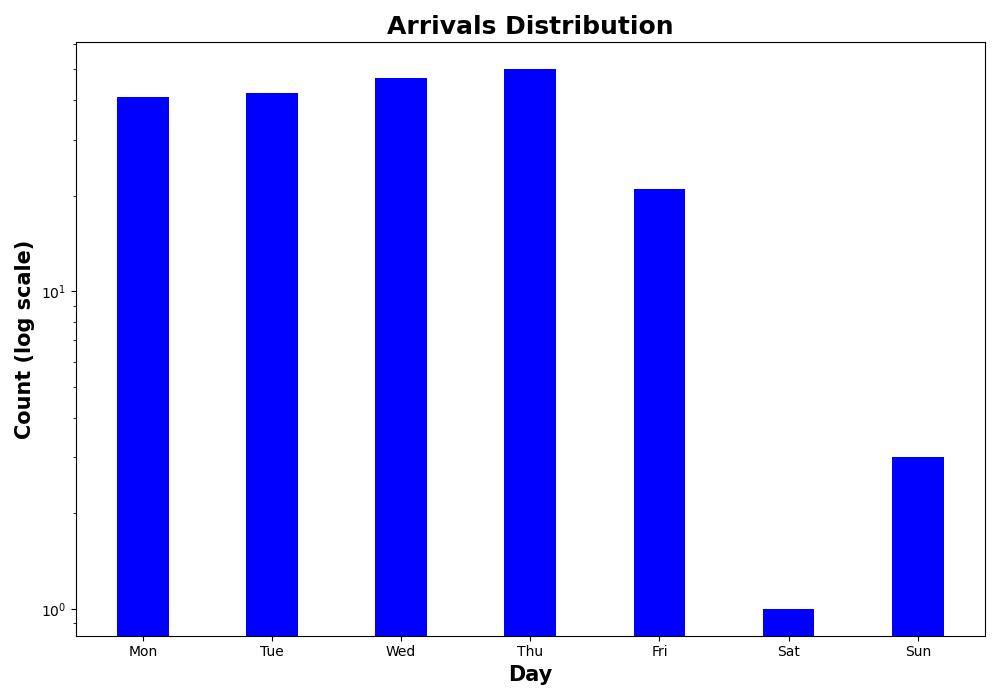 Arrivals Distribution
Count (log scale)
10¹
10⁰
Mon Tue Wed Thu Fri Sat Sun
Day